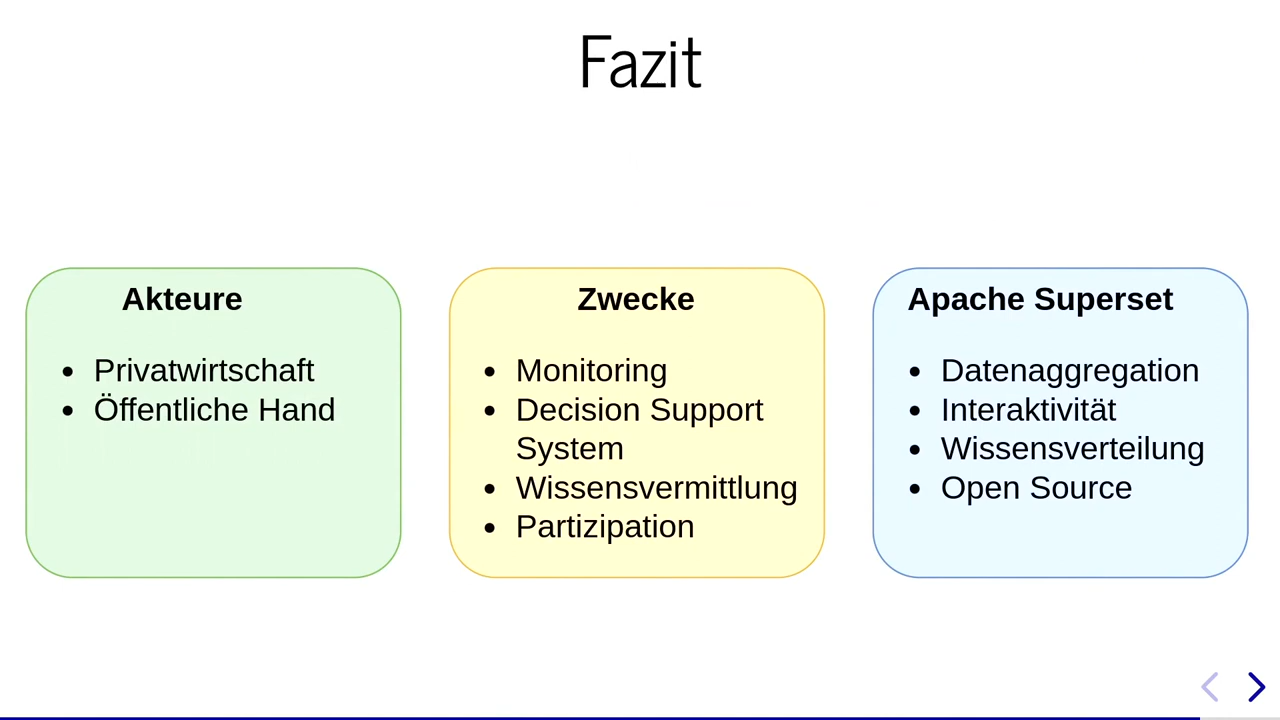 Fazit
Akteure
• Privatwirtschaft
• Öffentliche Hand
Zwecke
• Monitoring
• Decision Support
System
• Wissensvermittlung
• Partizipation
Apache Superset
• Datenaggregation
• Interaktivität
• Wissensverteilung
• Open Source